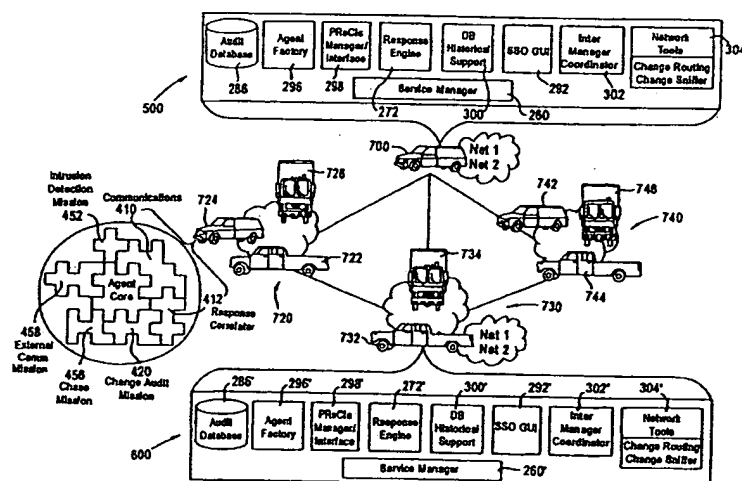 Audit
Database
286
Agent
Factory
296
PReCis
Manager/
Interface
298
Response
Engine
272
DB
Historical
Support
300
SSO GUI
292
Inter
Manager
Coordinator
302
Network
Tools
Change Routing
Change Sniffer
304
Service Manager
260
500
700
Net 1
Net 2
Intrusion
Detection
Mission
452
Communications
410
724
726
722
720
742
748
740
744
734
730
732
Net 1
Net 2
Agent
Core
412
Response
Correlator
458
External
Comm
Mission
456
Chase
Mission
420
Change Audit
Mission
286'
296'
298'
272'
300'
292'
302'
304'
Audit
Database
Agent
Factory
PReCis
Manager/
Interface
Response
Engine
DB
Historical
Support
SSO GUI
Inter
Manager
Coordinator
Network
Tools
Change Routing
Change Sniffer
600
Service Manager
260'